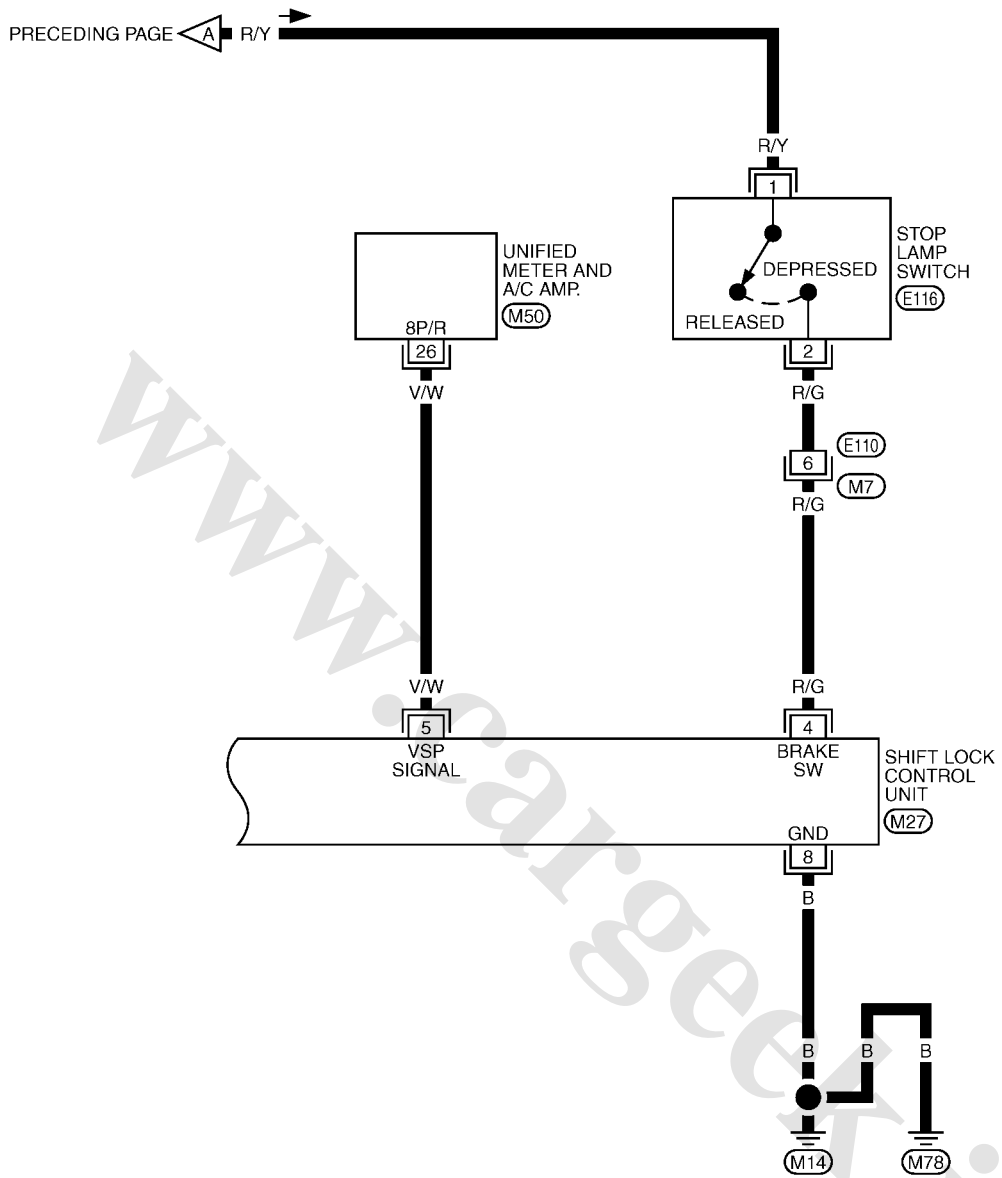 PRECEDING PAGE A R/Y
R/Y
1
STOP
LAMP
SWITCH
E116
DEPRESSED
RELEASED
2
R/G
UNIFIED
METER AND
A/C AMP.
M50
8P/R
26
V/W
E110
6
M7
R/G
V/W
R/G
5
4
VSP
SIGNAL
BRAKE
SW
SHIFT LOCK
CONTROL
UNIT
M27
GND
8
B
B B B
M14 M78
www.cargeek.i